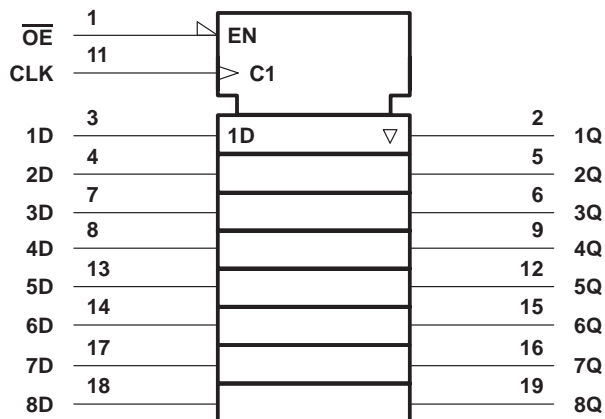 1
OE EN
11
CLK C1
3 2
1D 1D 1Q
4 5
2D 2Q
7 6
3D 3Q
8 9
4D 4Q
13 12
5D 5Q
14 15
6D 6Q
17 16
7D 7Q
18 19
8D 8Q